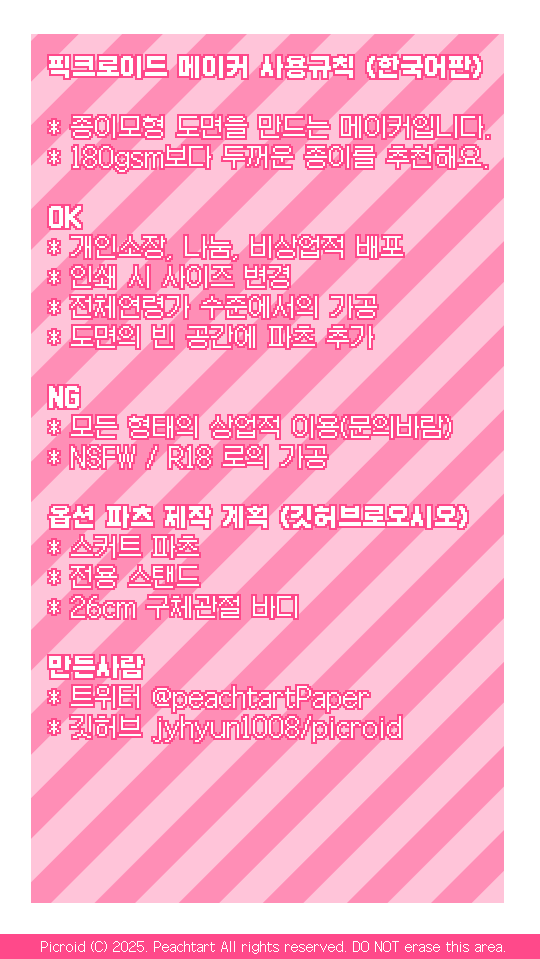 픽크로이드 메이커 사용규칙 (한국어판)
* 종이모형 도면을 만드는 메이커입니다.
* 180gsm보다 두꺼운 종이를 추천해요.
OK
* 개인소장, 나눔, 비상업적 배포
* 인쇄 시 사이즈 변경
* 전체연령가 수준에서의 가공
* 도면의 빈 공간에 파츠 추가
NG
* 모든 형태의 상업적 이용(문의바람)
* NSFW / R18 로의 가공
옵션 파츠 제작 계획 (깃허브로오시오)
* 스커트 파츠
* 전용 스탠드
* 26cm 구체관절 바디
만든사람
* 트위터 @peachtartPaper
* 깃허브 jyhyun1008/picroid
Picroid (C) 2025. Peachtart All rights reserved. DO NOT erase this area.